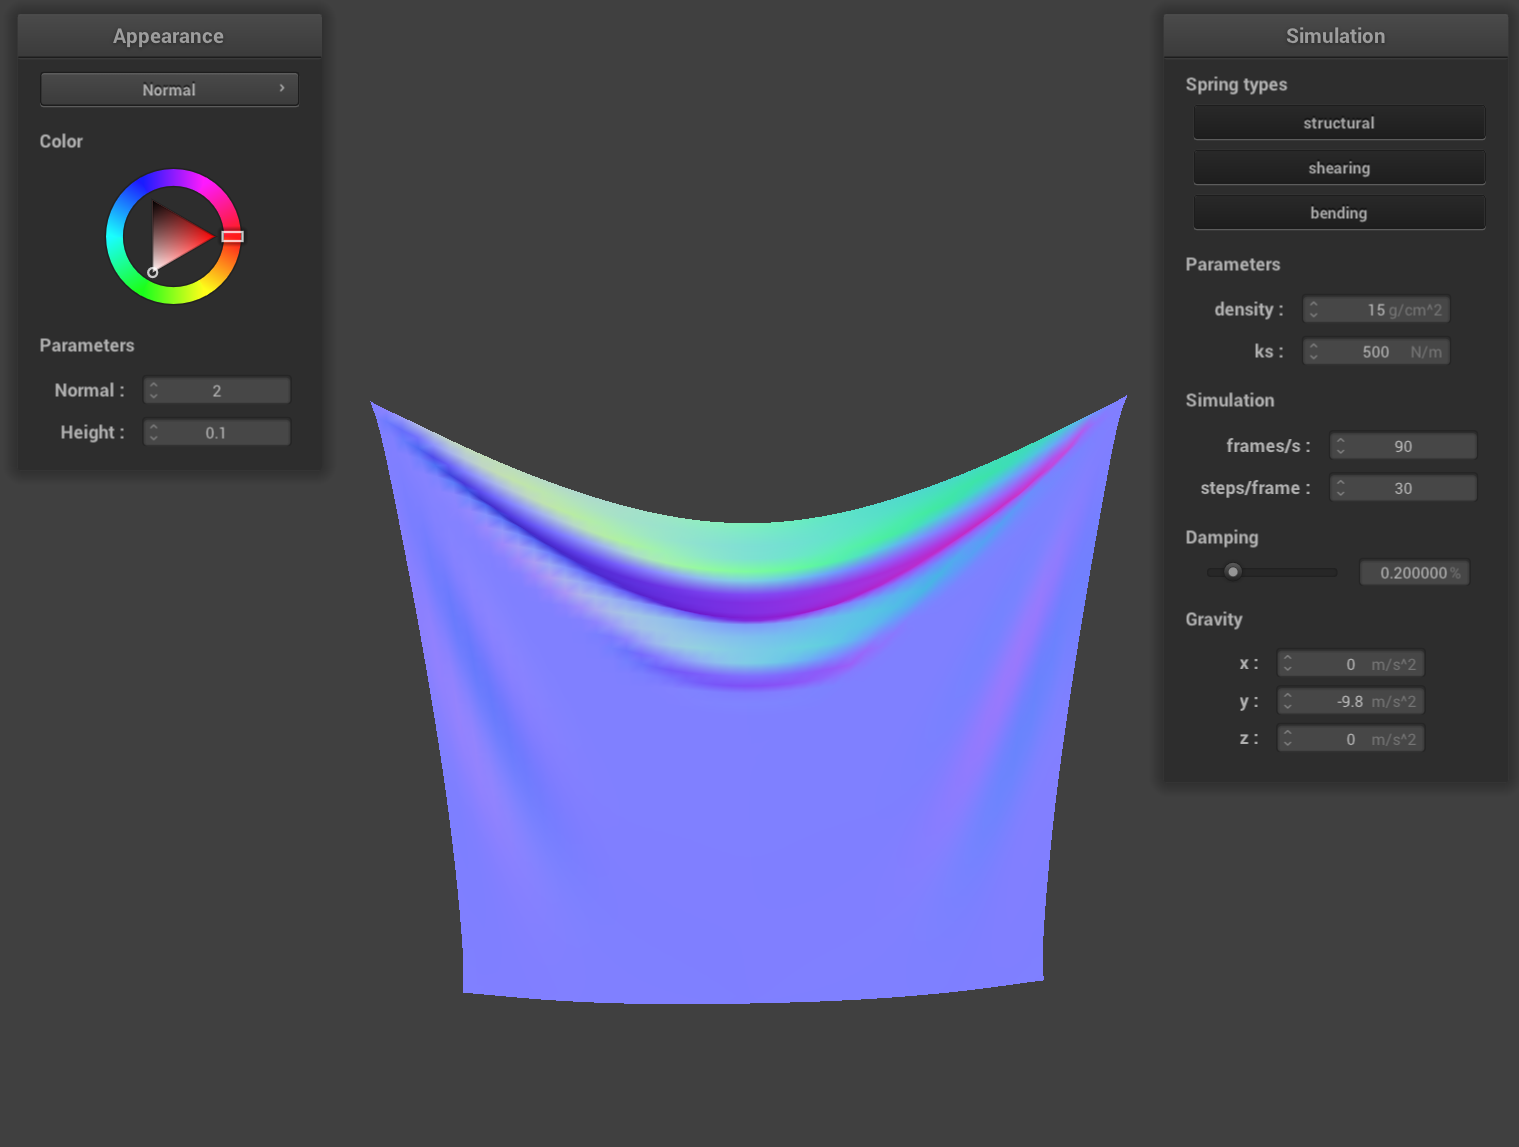 Appearance
Normal
Color
Parameters
Normal : 2
Height : 0.1
Simulation
Spring types
structural
shearing
bending
Parameters
density : 15 g/cm^2
ks : 500 N/m
Simulation
frames/s : 90
steps/frame : 30
Damping
0.200000 %
Gravity
x : 0 m/s^2
y : -9.8 m/s^2
z : 0 m/s^2